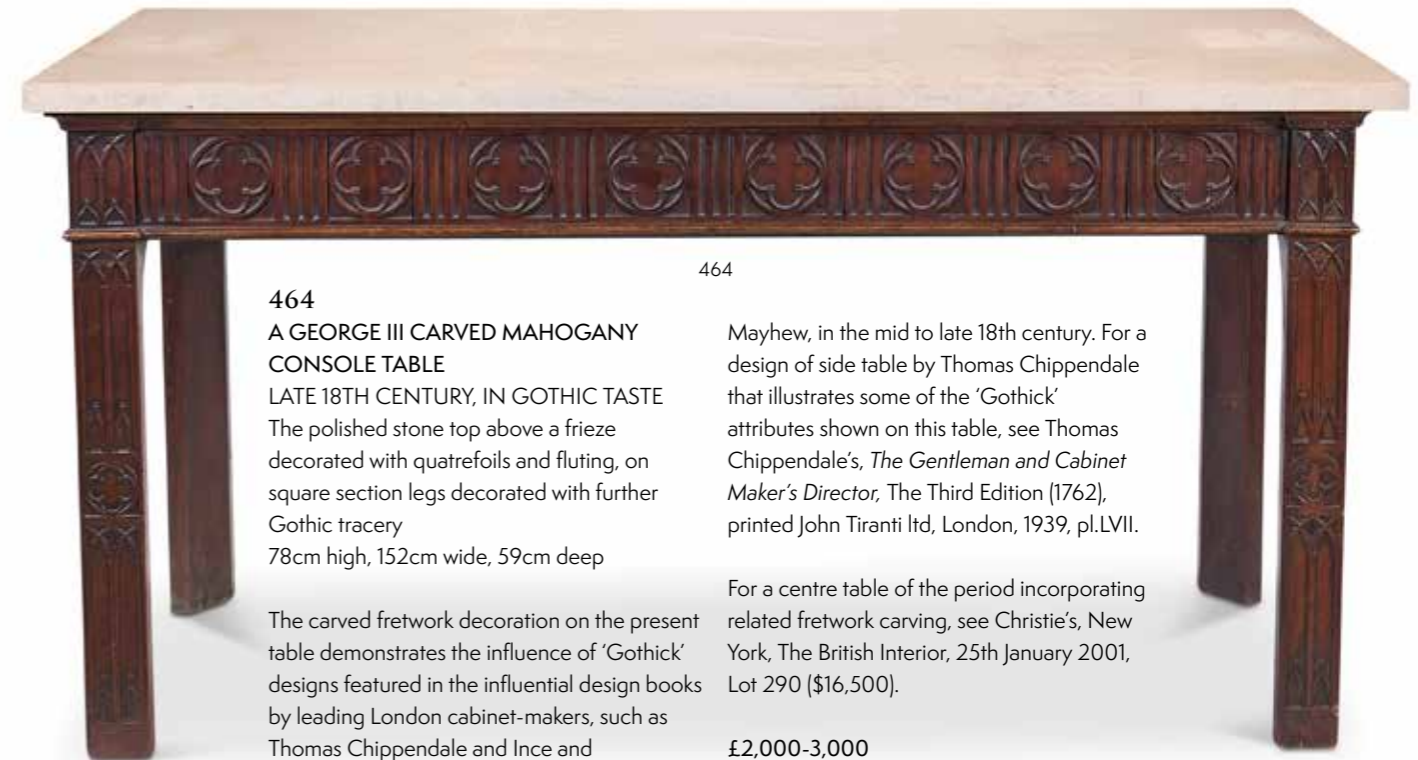 464
464
A GEORGE III CARVED MAHOGANY
CONSOLE TABLE
LATE 18TH CENTURY, IN GOTHIC TASTE
The polished stone top above a frieze
decorated with quatrefoils and fluting, on
square section legs decorated with further
Gothic tracery
78cm high, 152cm wide, 59cm deep
The carved fretwork decoration on the present
table demonstrates the influence of ‘Gothick’
designs featured in the influential design books
by leading London cabinet-makers, such as
Thomas Chippendale and Ince and
Mayhew, in the mid to late 18th century. For a
design of side table by Thomas Chippendale
that illustrates some of the ‘Gothick’
attributes shown on this table, see Thomas
Chippendale’s, The Gentleman and Cabinet
Maker’s Director, The Third Edition (1762),
printed John Tiranti ltd, London, 1939, pl.LVII.
For a centre table of the period incorporating
related fretwork carving, see Christie’s, New
York, The British Interior, 25th January 2001,
Lot 290 ($16,500).
£2,000-3,000